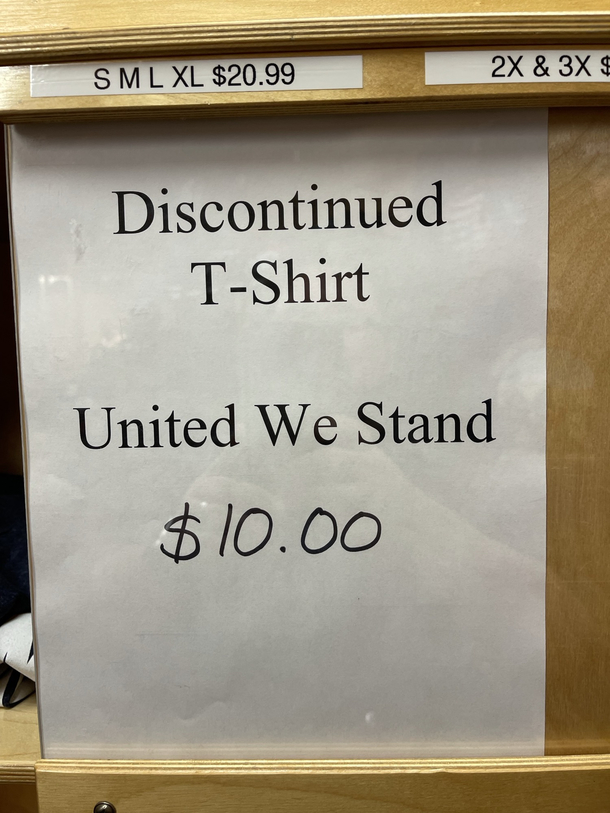 S M L XL $20.99
2X & 3X $
Discontinued
T-Shirt
United We Stand
$10.00